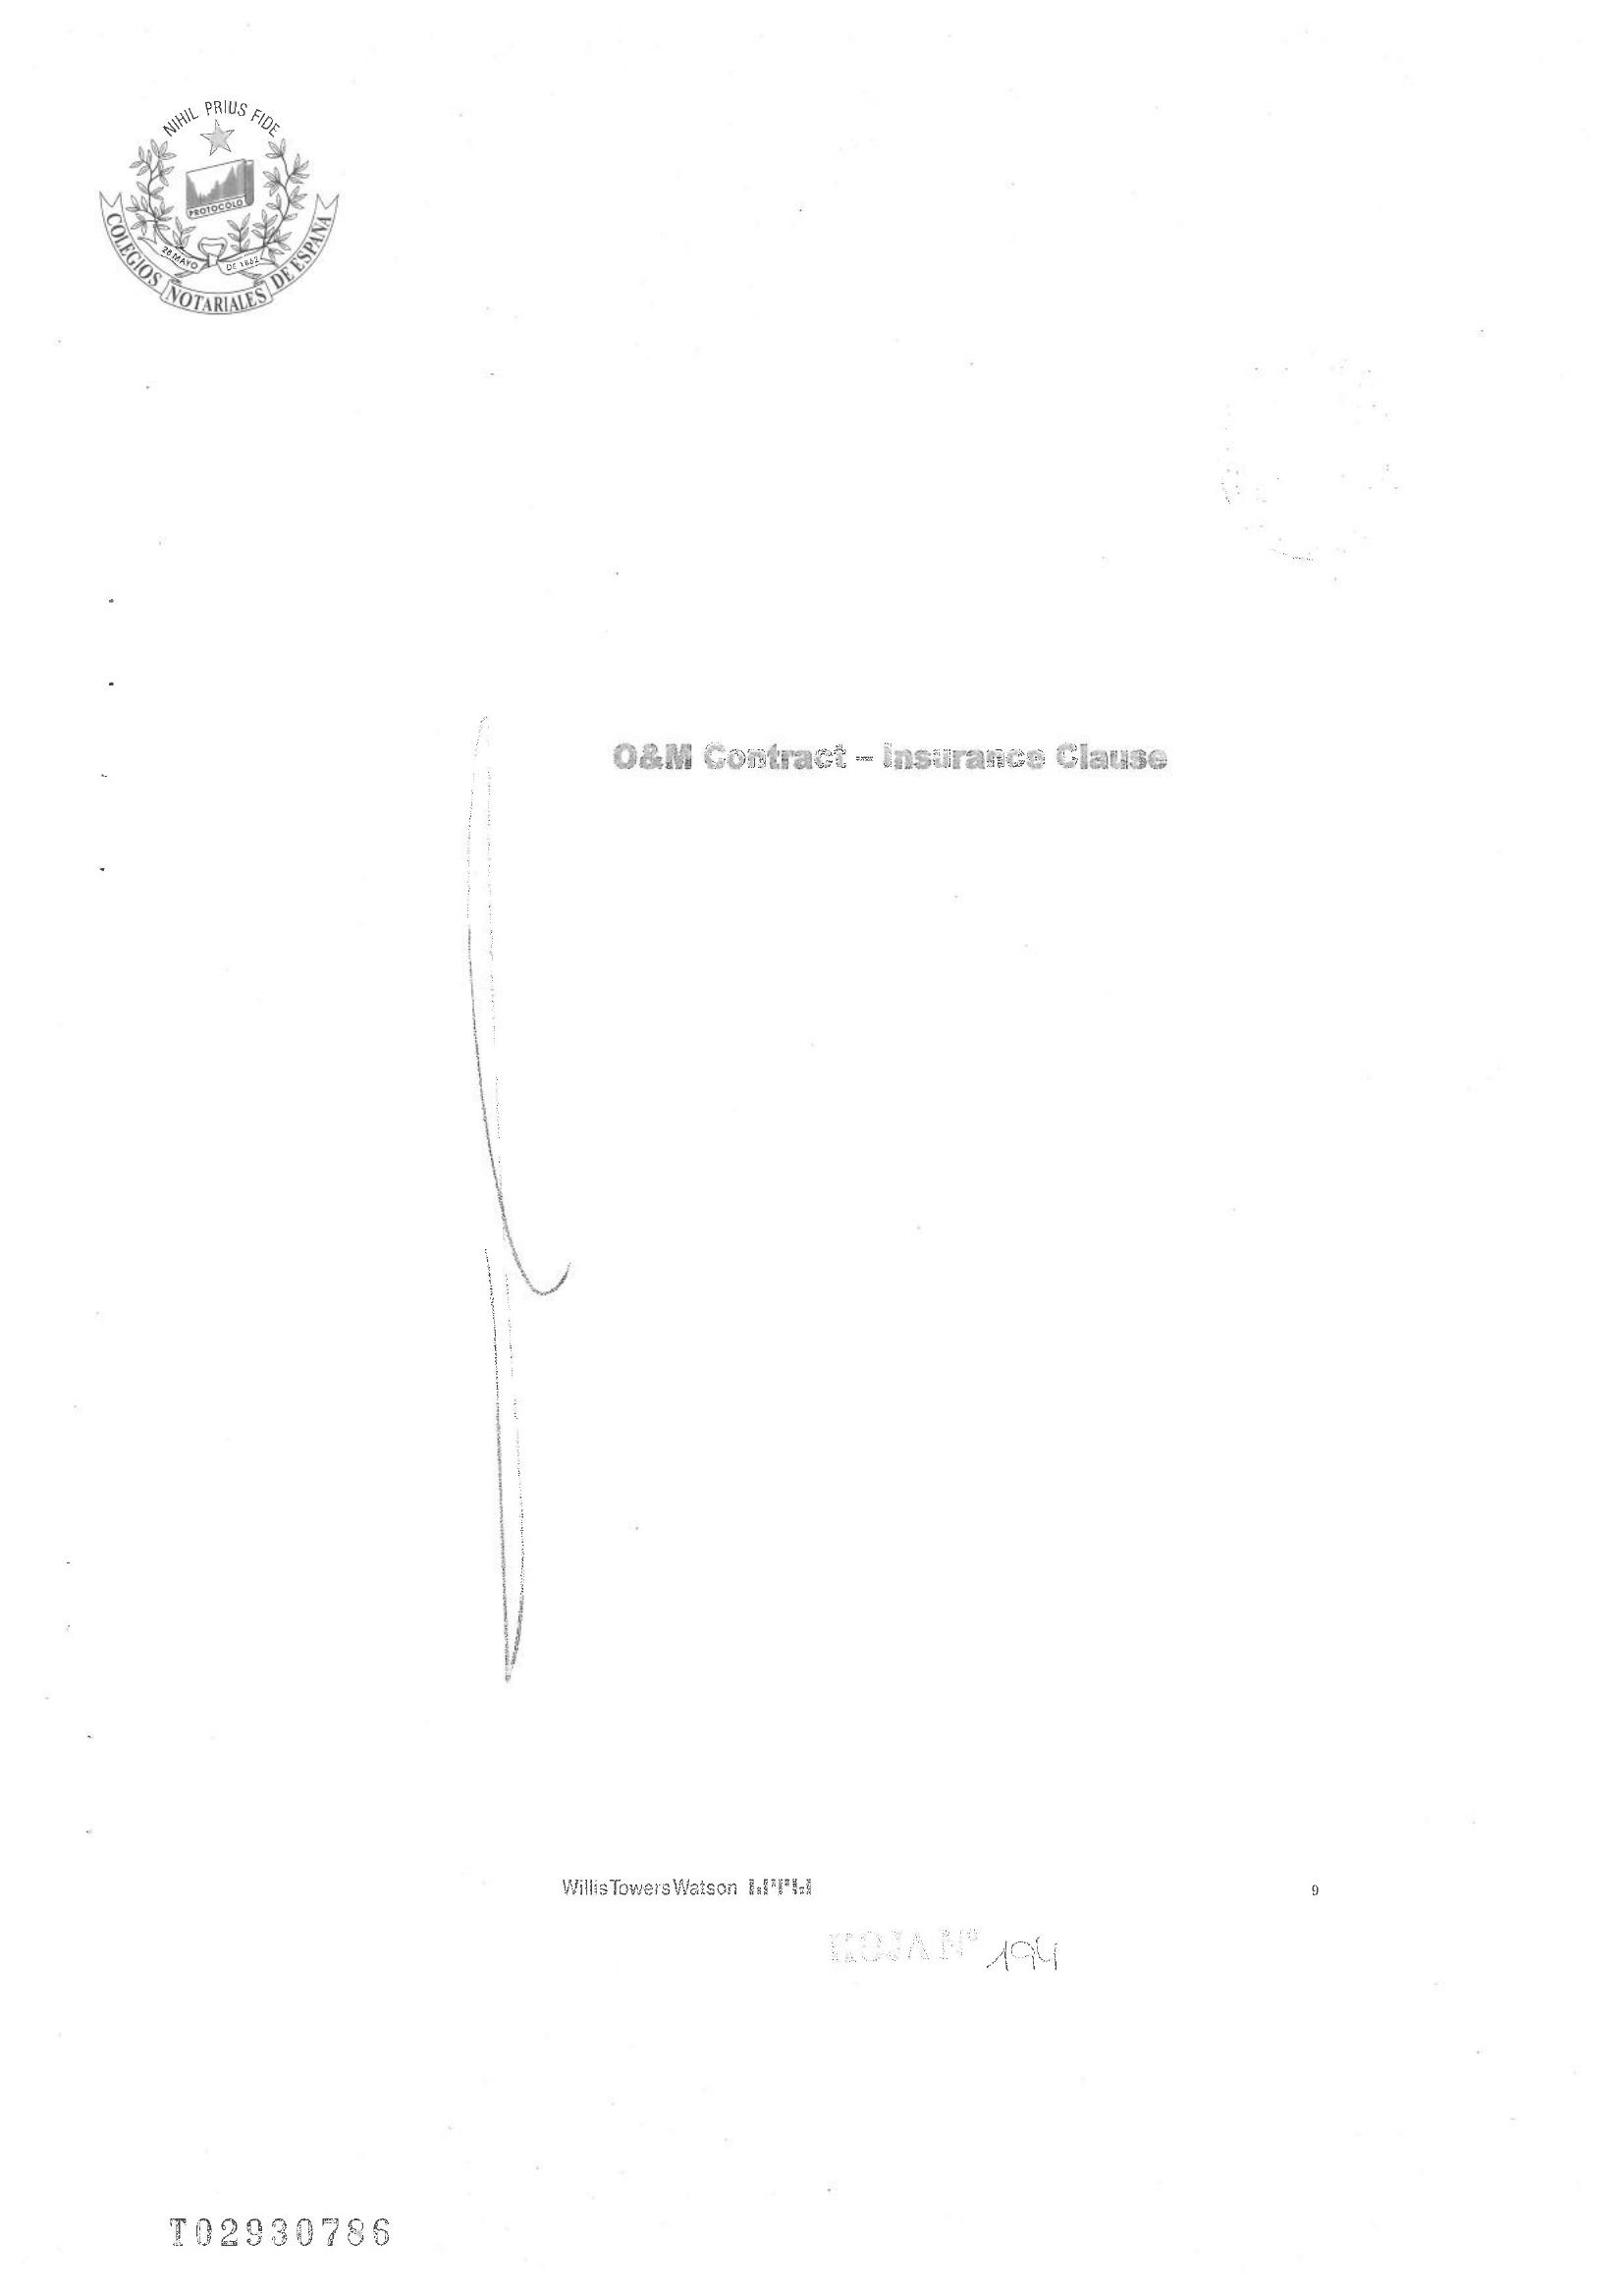 NIHIL PRIUS FIDE
PROTOCOLO
28 MAYO DE 1862
COLEGIOS NOTARIALES DE ESPAÑA
O&M Contract – Insurance Clause
WillisTowersWatson
9
HOJA Nº 194
T02930786